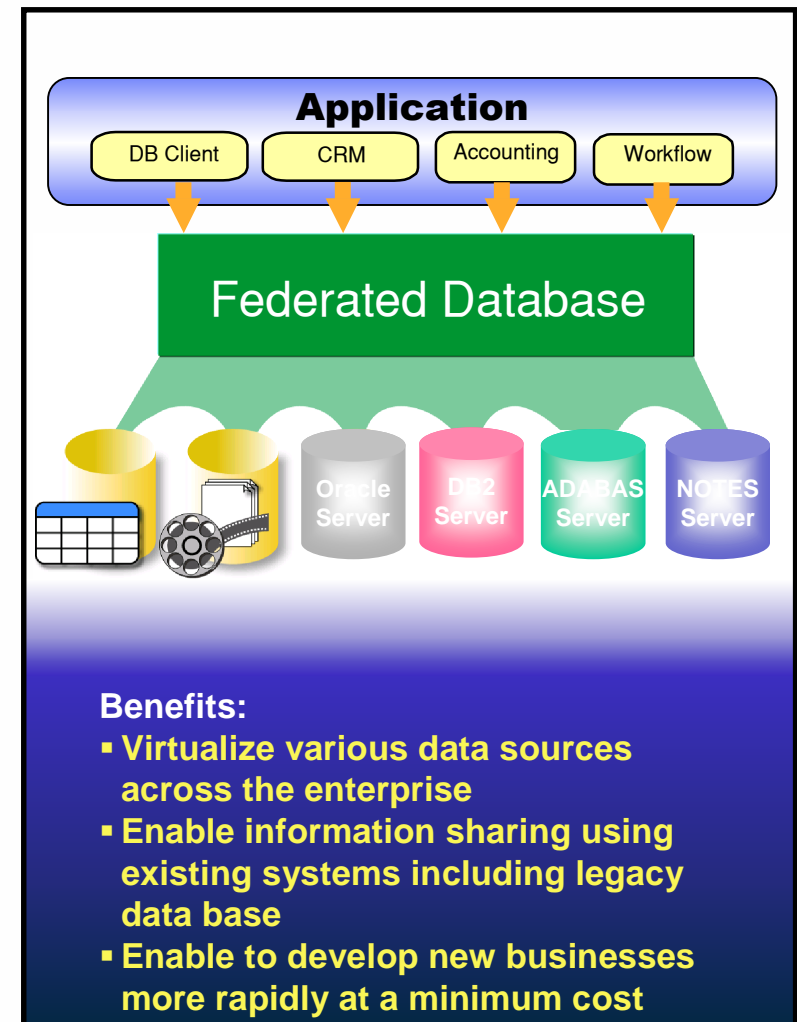 Application
DB Client
CRM
Accounting
Workflow
Federated Database
Oracle
Server
DB2
Server
ADABAS
Server
NOTES
Server
Benefits:
▪ Virtualize various data sources
across the enterprise
▪ Enable information sharing using
existing systems including legacy
data base
▪ Enable to develop new businesses
more rapidly at a minimum cost